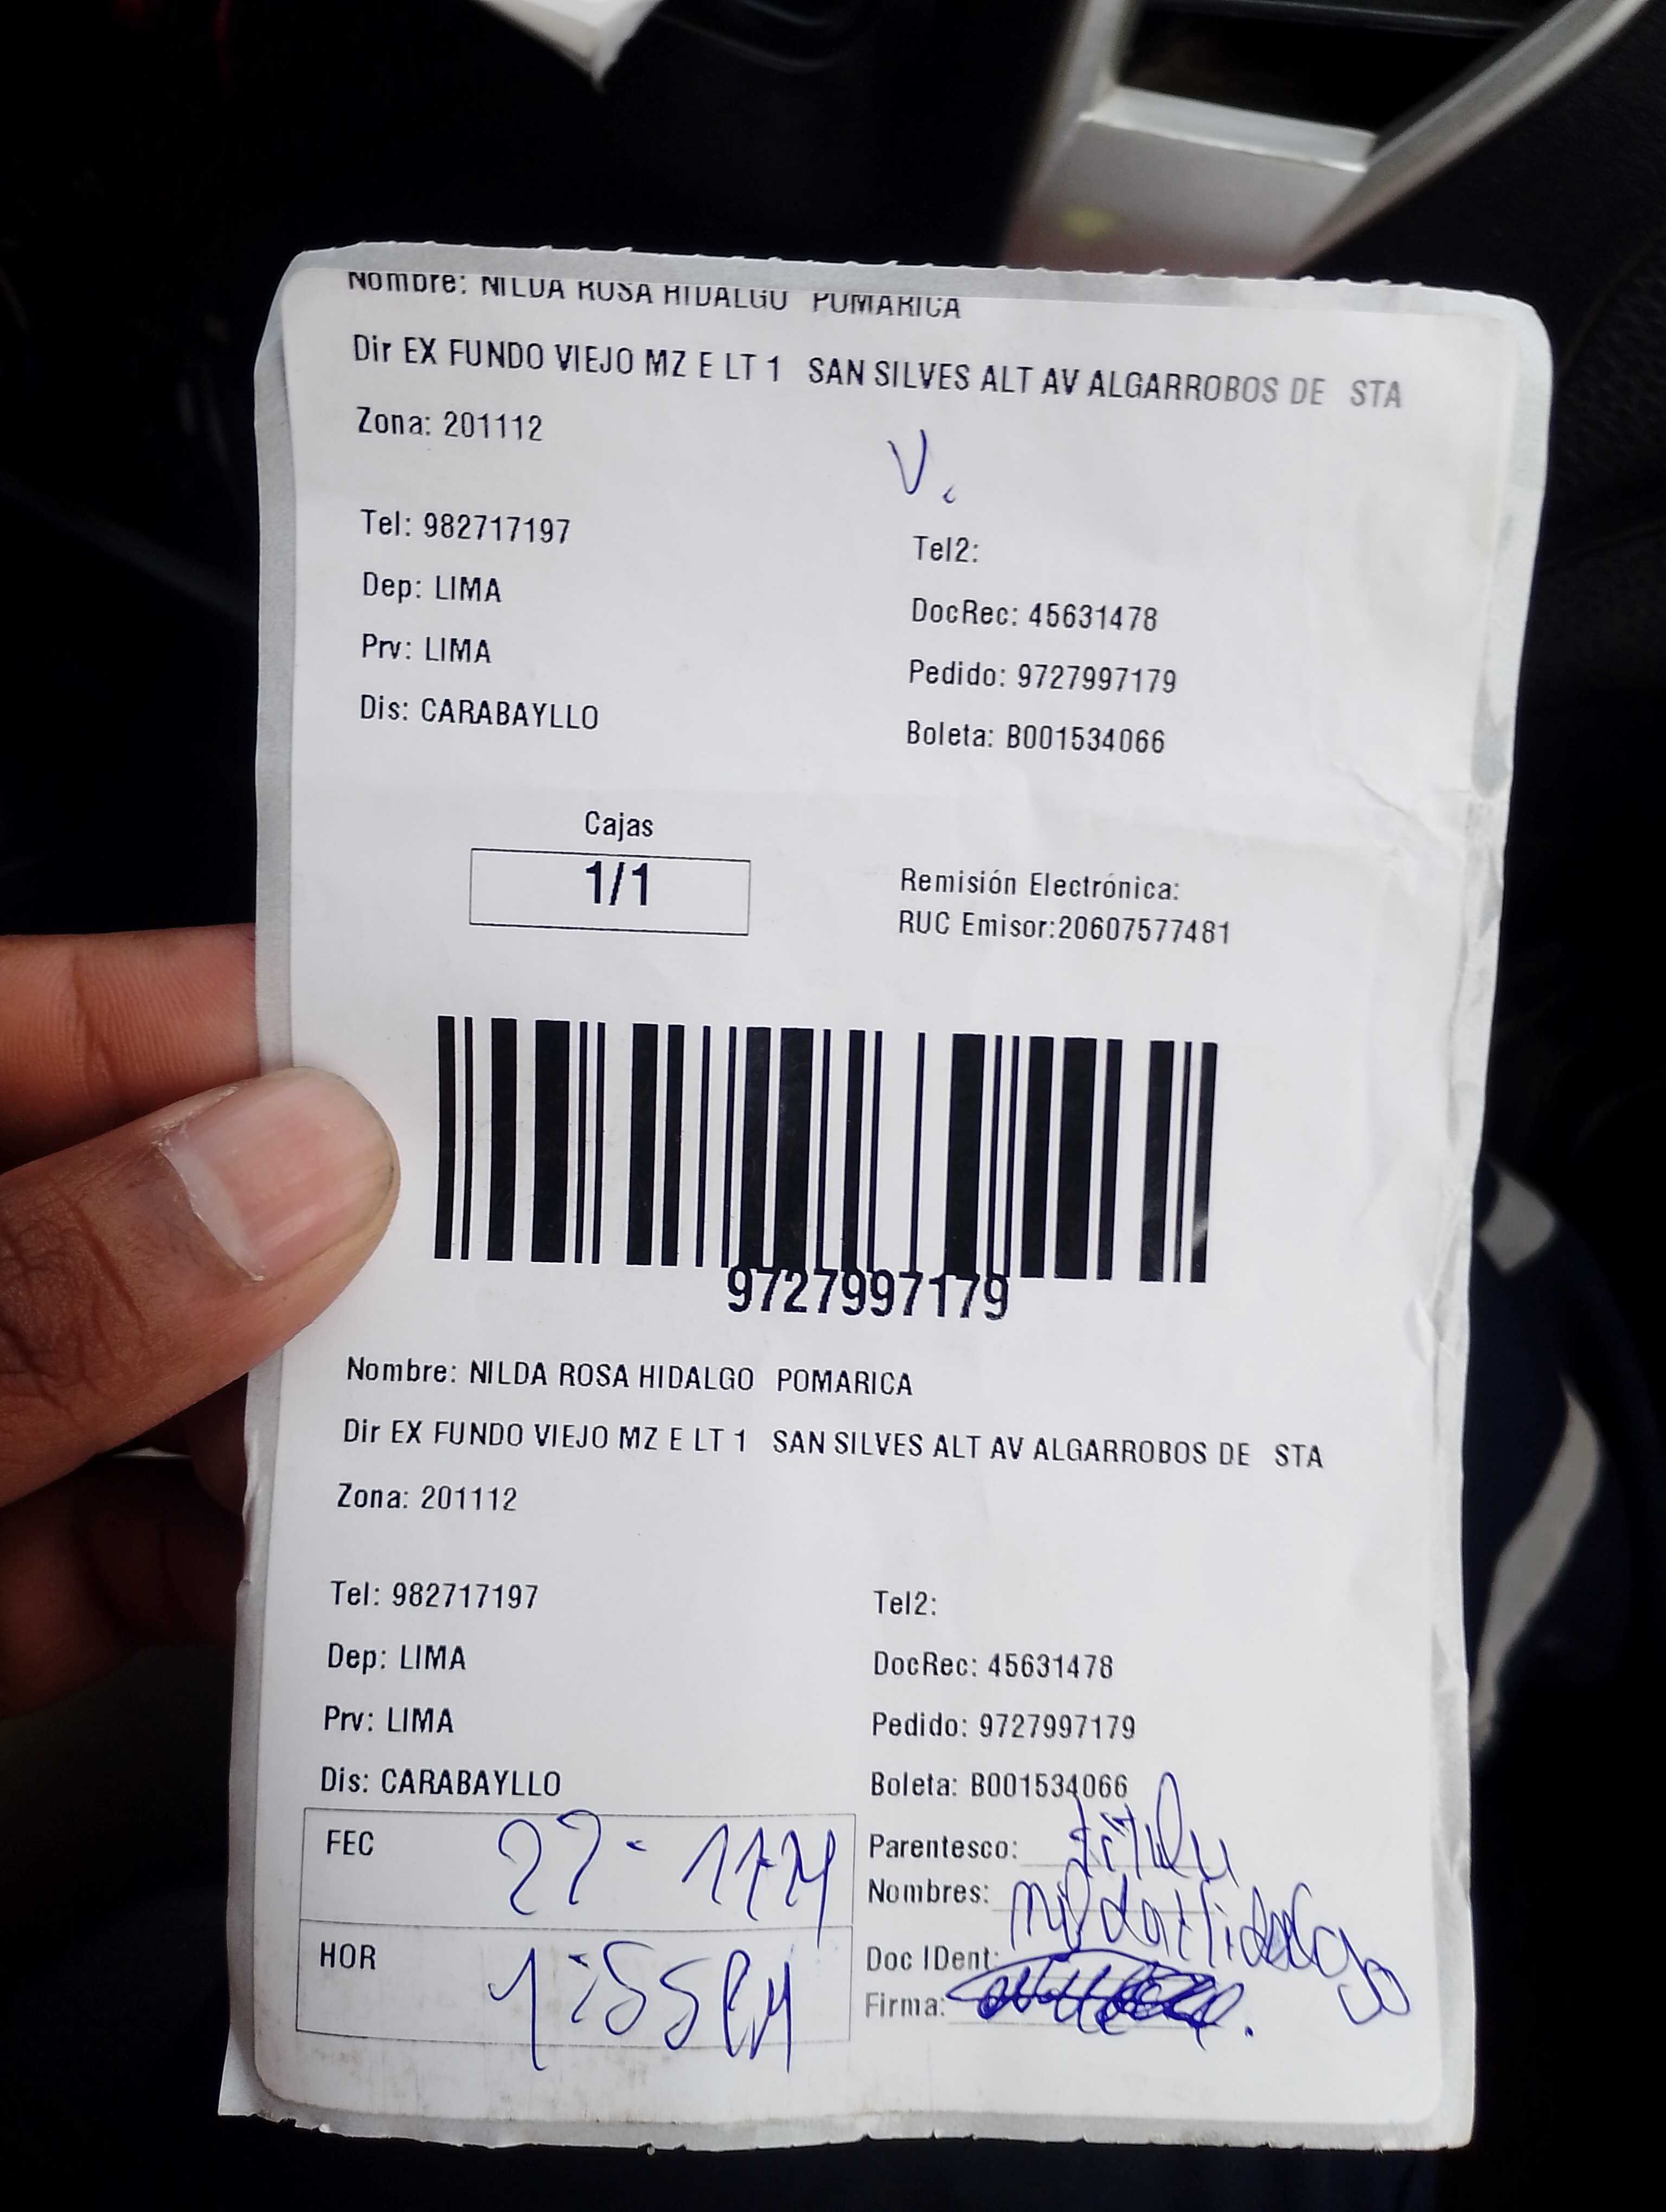 Nombre: NILDA ROSA HIDALGO POMARICA
Dir EX FUNDO VIEJO MZ E LT 1 SAN SILVES ALT AV ALGARROBOS DE STA
Zona: 201112
V.
Tel: 982717197
Tel2:
Dep: LIMA
DocRec: 45631478
Prv: LIMA
Pedido: 9727997179
Dis: CARABAYLLO
Boleta: B001534066
Cajas
1/1
Remisión Electrónica:
RUC Emisor:20607577481
9727997179
Nombre: NILDA ROSA HIDALGO POMARICA
Dir EX FUNDO VIEJO MZ E LT 1 SAN SILVES ALT AV ALGARROBOS DE STA
Zona: 201112
Tel: 982717197
Tel2:
Dep: LIMA
DocRec: 45631478
Prv: LIMA
Pedido: 9727997179
Dis: CARABAYLLO
Boleta: B001534066
FEC
Parentesco:
Nombres: Nilda Hidalgo
HOR
Doc IDent:
Firma: